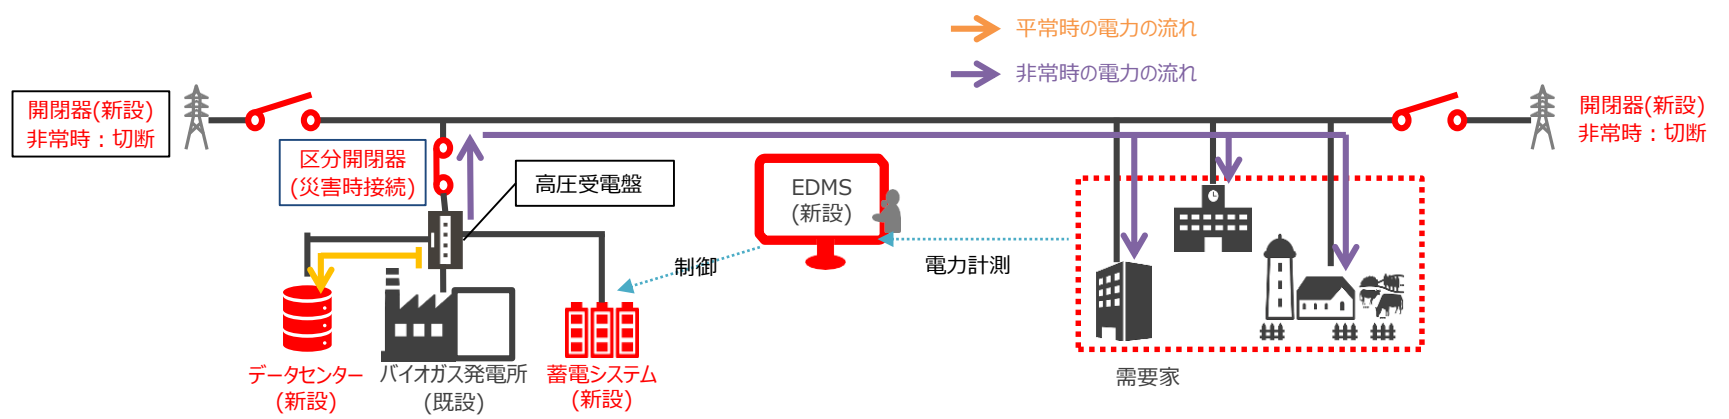 平常時の電力の流れ
非常時の電力の流れ
開閉器(新設)
非常時：切断
開閉器(新設)
非常時：切断
区分開閉器
(災害時接続)
高圧受電盤
EDMS
(新設)
制御
電力計測
データセンター
(新設)
バイオガス発電所
(既設)
蓄電システム
(新設)
需要家